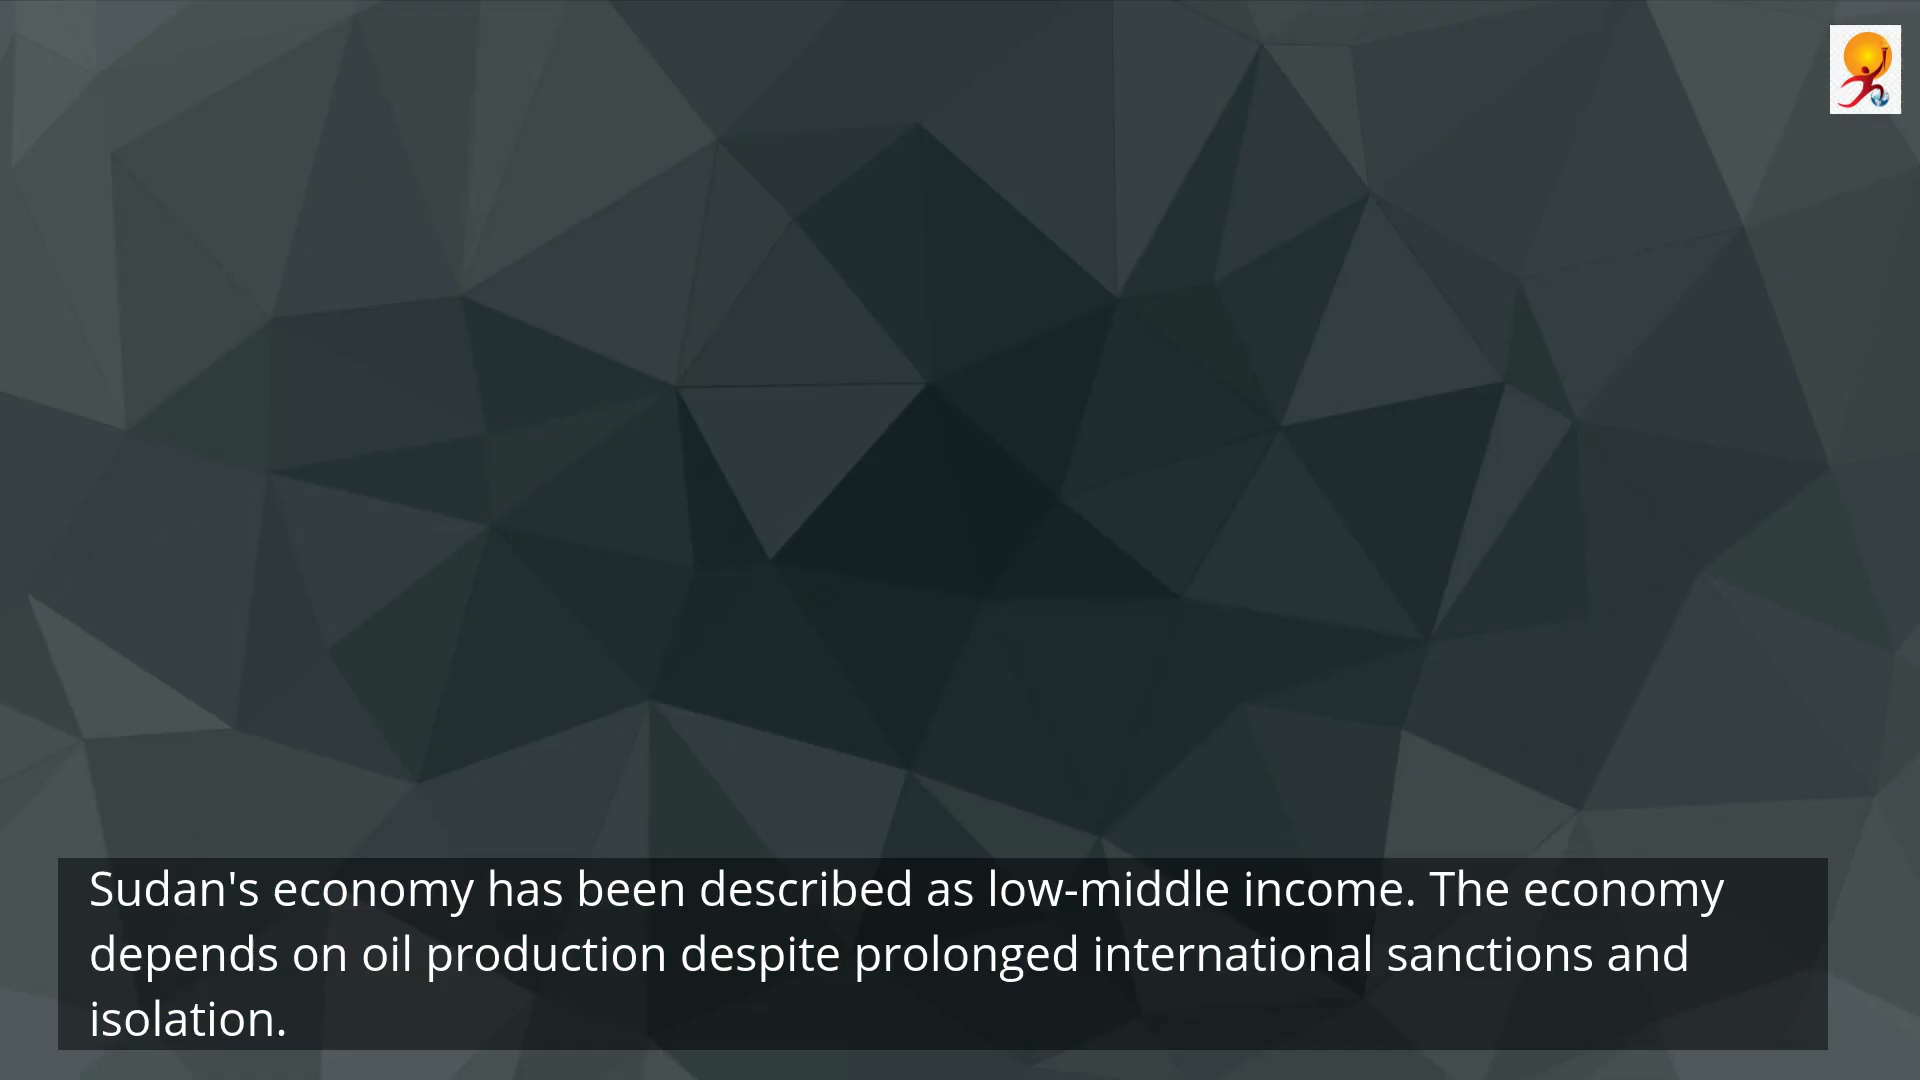 Sudan's economy has been described as low-middle income. The economy
depends on oil production despite prolonged international sanctions and
isolation.